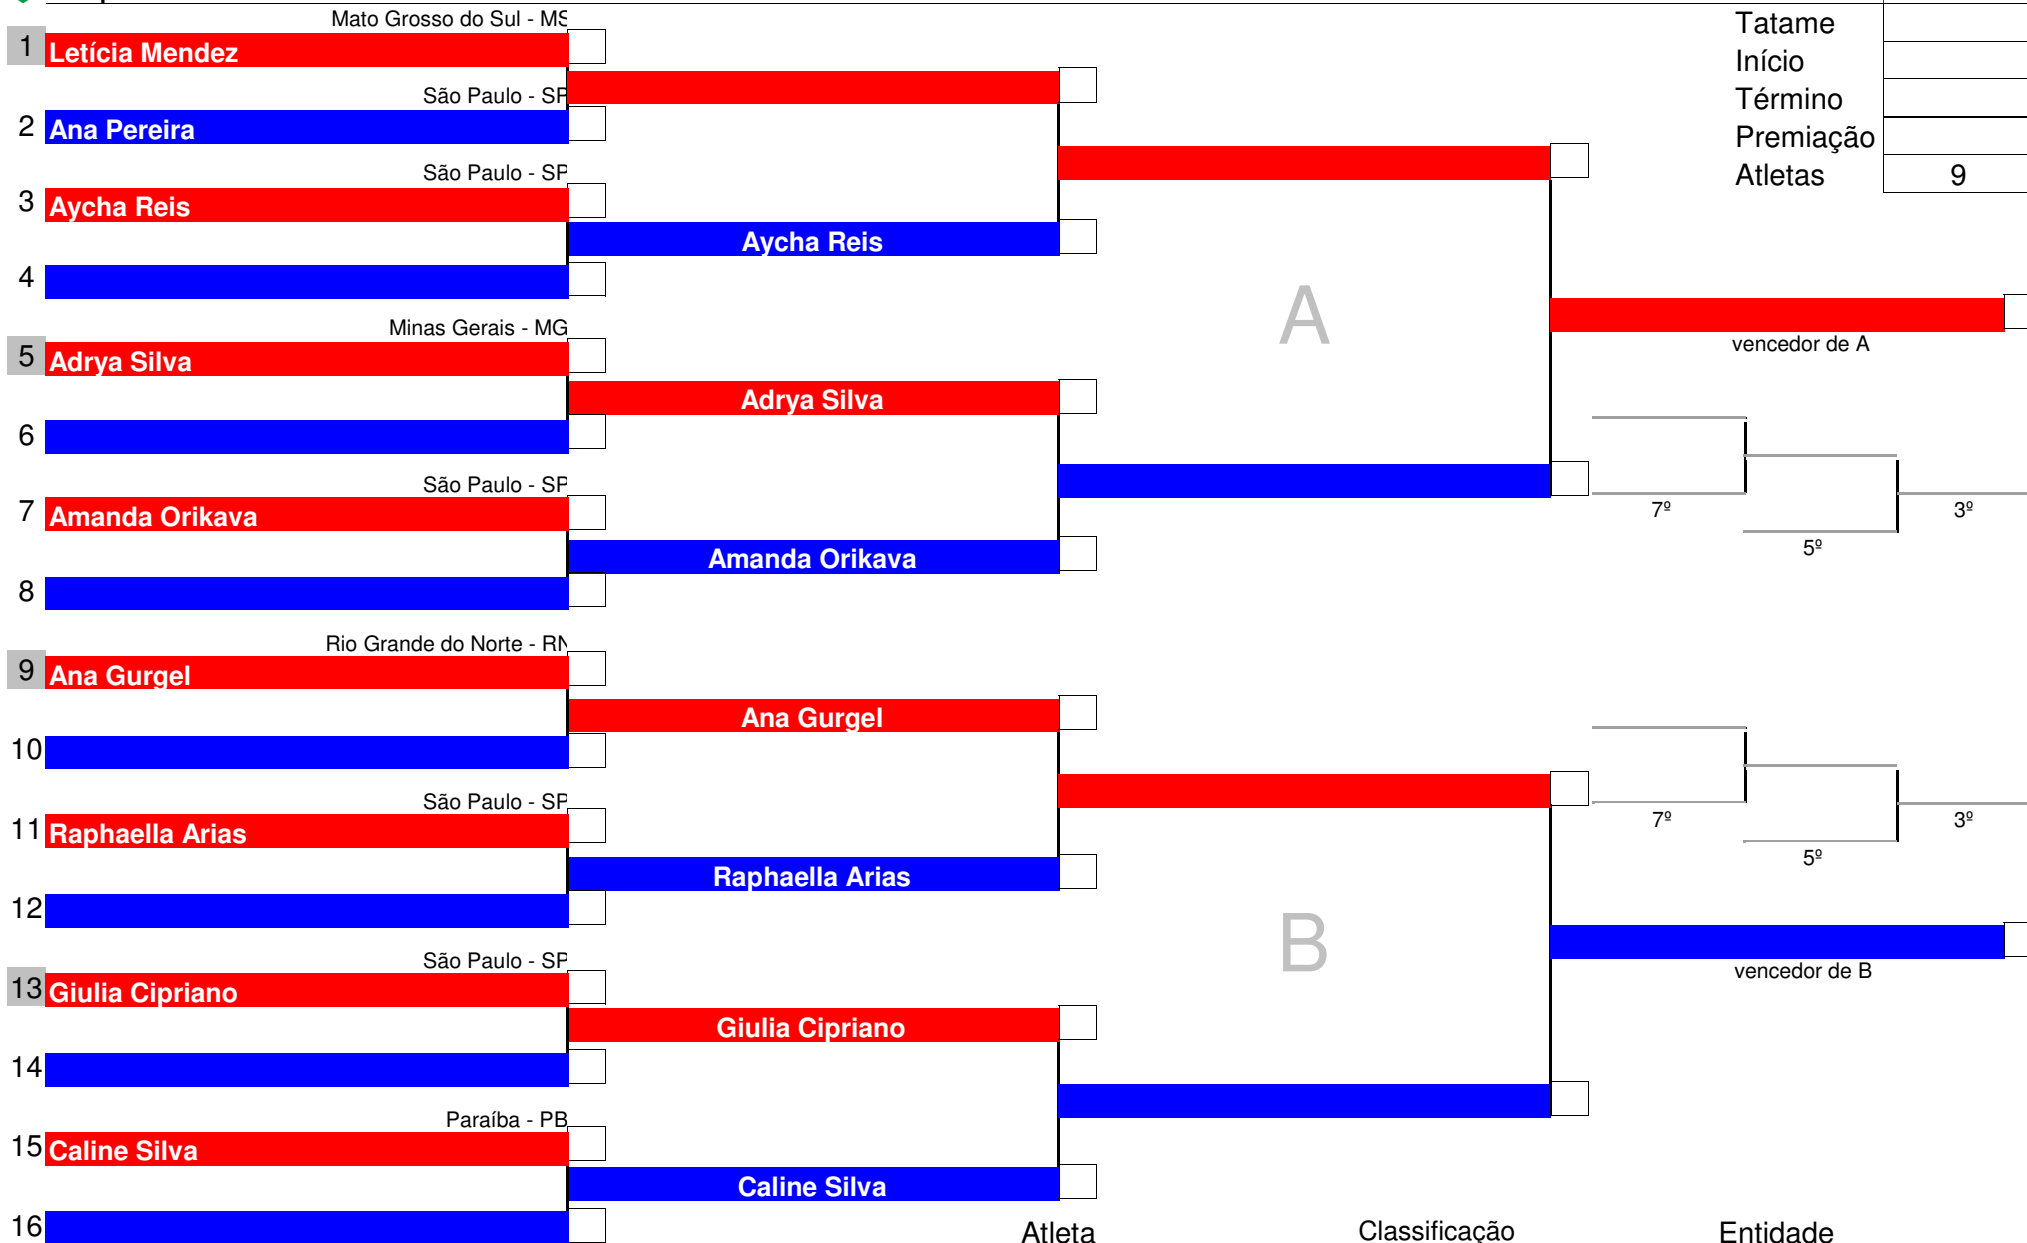 Mato Grosso do Sul - MS
1 Letícia Mendez
São Paulo - SP
2 Ana Pereira
São Paulo - SP
3 Aycha Reis
Aycha Reis
4
Minas Gerais - MG
5 Adrya Silva
Adrya Silva
6
São Paulo - SP
7 Amanda Orikava
Amanda Orikava
8
Rio Grande do Norte - RN
9 Ana Gurgel
Ana Gurgel
10
São Paulo - SP
11 Raphaella Arias
Raphaella Arias
12
São Paulo - SP
13 Giulia Cipriano
Giulia Cipriano
14
Paraíba - PB
15 Caline Silva
Caline Silva
16
A
B
Tatame
Início
Término
Premiação
Atletas 9
vencedor de A
7º
3º
5º
7º
3º
5º
vencedor de B
Atleta Classificação Entidade